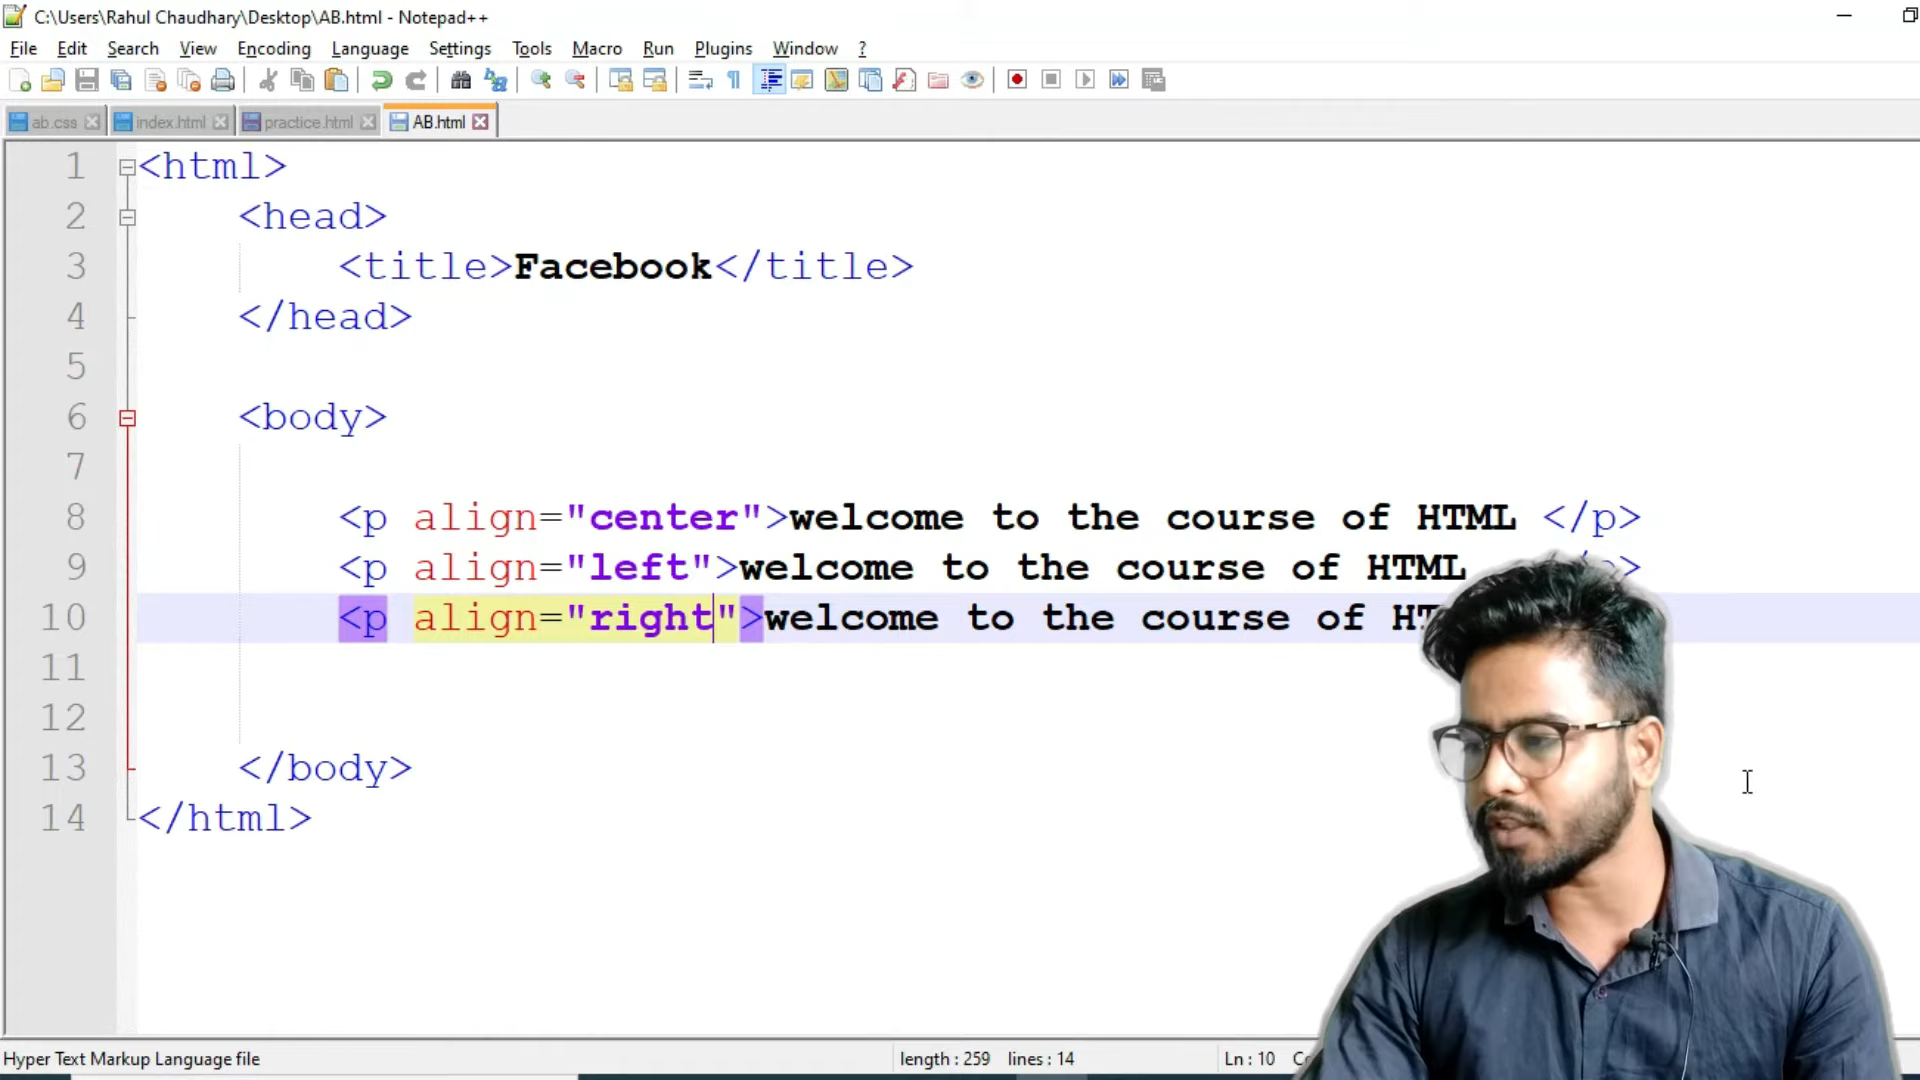 C:\Users\Rahul Chaudhary\Desktop\AB.html - Notepad++
File Edit Search View Encoding Language Settings Tools Macro Run Plugins Window ?
ab.css index.html practice.html AB.html
1 <html>
2 <head>
3 <title>Facebook</title>
4 </head>
5
6 <body>
7
8 <p align="center">welcome to the course of HTML </p>
9 <p align="left">welcome to the course of HTML
10 <p align="right">welcome to the course of
11
12
13 </body>
14 </html>
Hyper Text Markup Language file length : 259 lines : 14 Ln : 10